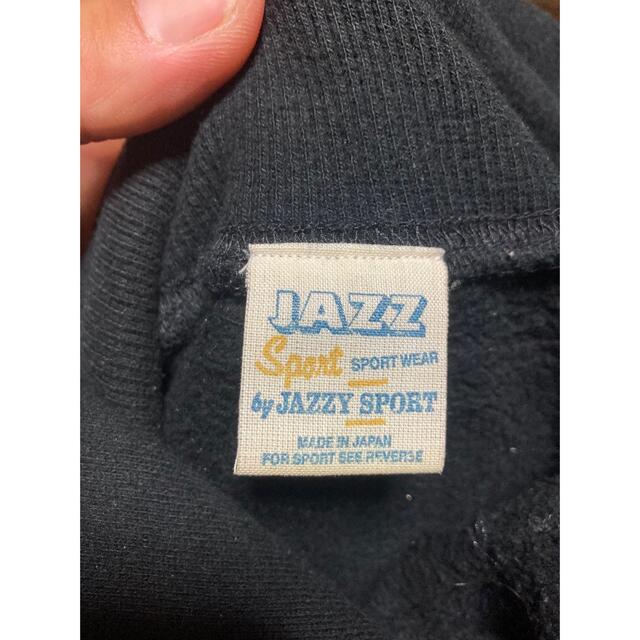 JAZZ
Sport SPORT WEAR
by JAZZY SPORT
MADE IN JAPAN
FOR SPORT SEE REVERSE